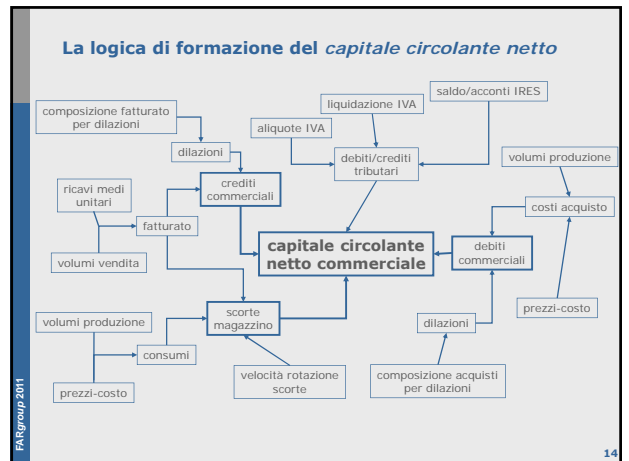 La logica di formazione del capitale circolante netto
saldo/acconti IRES
liquidazione IVA
composizione fatturato
per dilazioni
aliquote IVA
dilazioni
debiti/crediti
tributari
volumi produzione
ricavi medi
unitari
crediti
commerciali
costi acquisto
fatturato
capitale circolante
netto commerciale
debiti
commerciali
volumi vendita
scorte
magazzino
prezzi-costo
volumi produzione
dilazioni
consumi
velocità rotazione
scorte
composizione acquisti
per dilazioni
prezzi-costo
FARgroup 2011
14